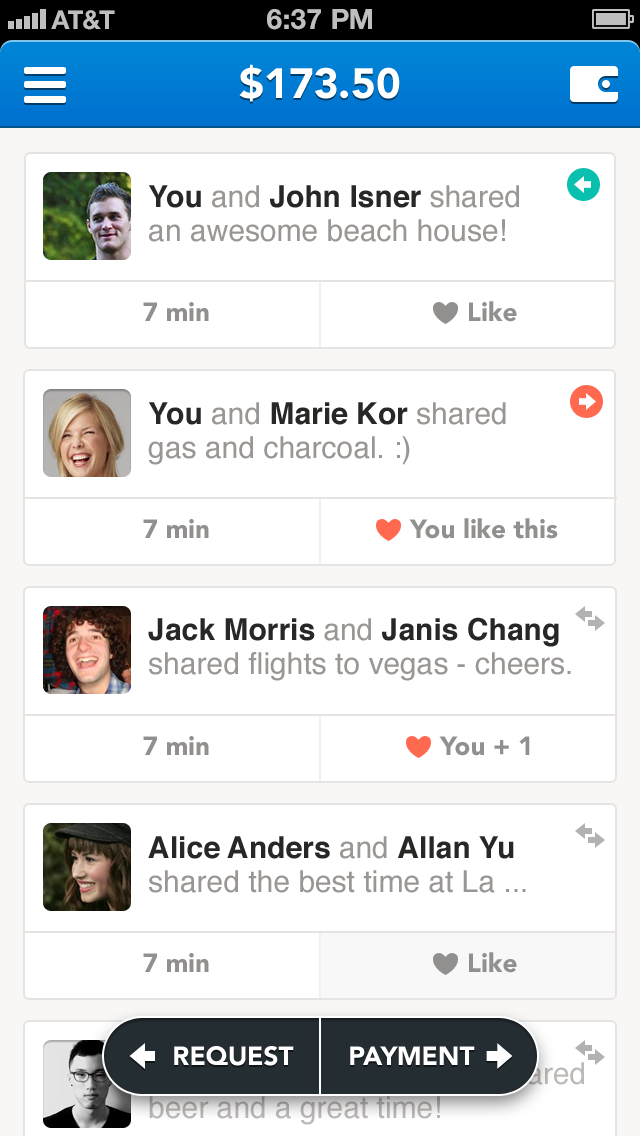 AT&T 6:37 PM
$173.50
You and John Isner shared
an awesome beach house!
7 min Like
You and Marie Kor shared
gas and charcoal. :)
7 min You like this
Jack Morris and Janis Chang
shared flights to vegas - cheers.
7 min You + 1
Alice Anders and Allan Yu
shared the best time at La ...
7 min Like
REQUEST PAYMENT
beer and a great time!